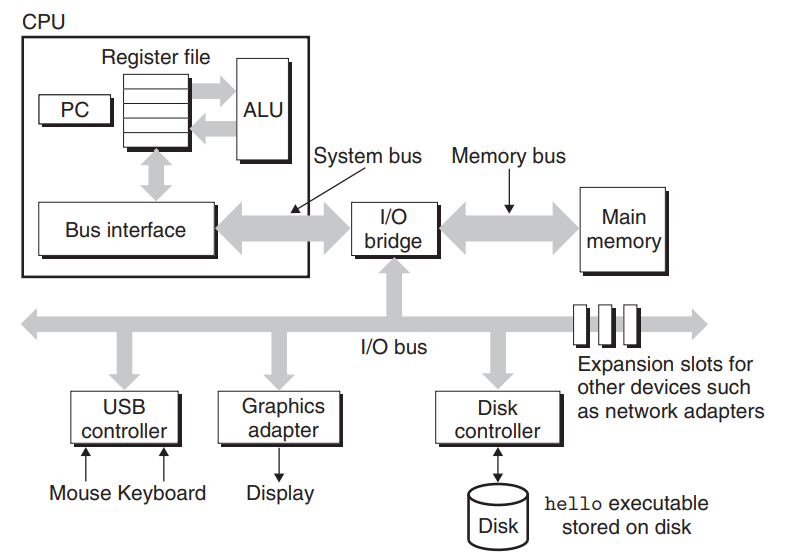 CPU
Register file
PC
ALU
System bus
Memory bus
Bus interface
I/O
bridge
Main
memory
I/O bus
Expansion slots for
other devices such
as network adapters
USB
controller
Graphics
adapter
Disk
controller
Mouse Keyboard
Display
Disk
hello executable
stored on disk